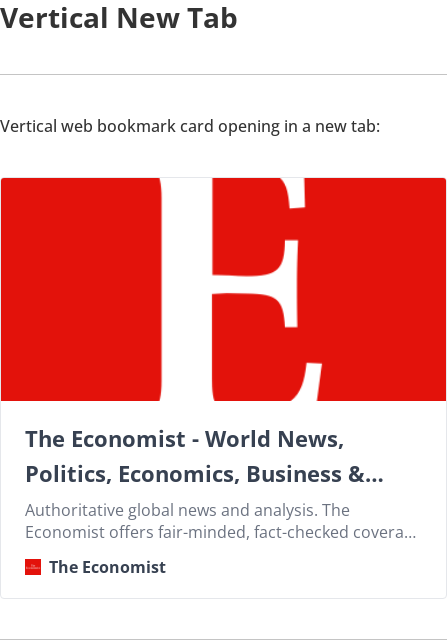 Vertical New Tab
Vertical web bookmark card opening in a new tab:
E
The Economist - World News,
Politics, Economics, Business &...
Authoritative global news and analysis. The
Economist offers fair-minded, fact-checked covera...
The Economist